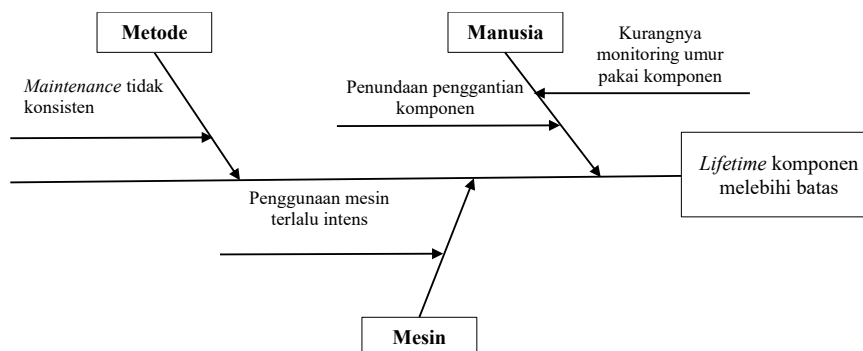 Metode
Manusia
Kurangnya
monitoring umur
pakai komponen
Maintenance tidak
konsisten
Penundaan penggantian
komponen
Lifetime komponen
melebihi batas
Penggunaan mesin
terlalu intens
Mesin